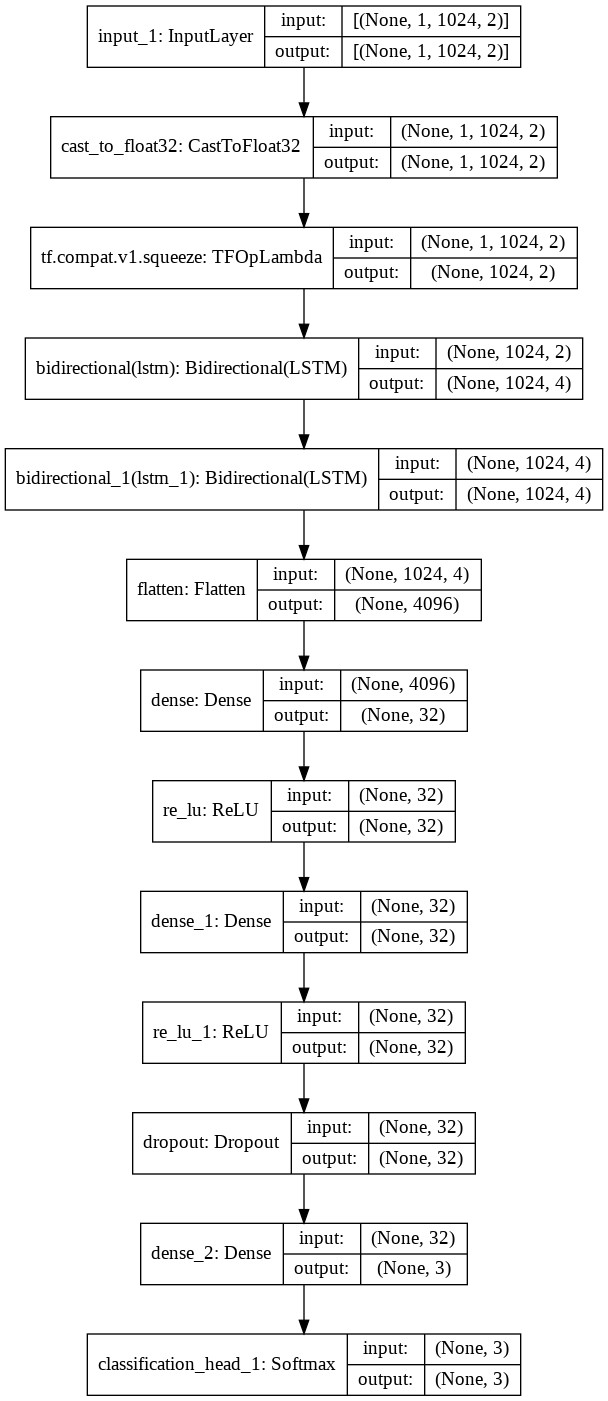 input_1: InputLayer
input: [(None, 1, 1024, 2)]
output: [(None, 1, 1024, 2)]
cast_to_float32: CastToFloat32
input: (None, 1, 1024, 2)
output: (None, 1, 1024, 2)
tf.compat.v1.squeeze: TFOpLambda
input: (None, 1, 1024, 2)
output: (None, 1024, 2)
bidirectional(lstm): Bidirectional(LSTM)
input: (None, 1024, 2)
output: (None, 1024, 4)
bidirectional_1(lstm_1): Bidirectional(LSTM)
input: (None, 1024, 4)
output: (None, 1024, 4)
flatten: Flatten
input: (None, 1024, 4)
output: (None, 4096)
dense: Dense
input: (None, 4096)
output: (None, 32)
re_lu: ReLU
input: (None, 32)
output: (None, 32)
dense_1: Dense
input: (None, 32)
output: (None, 32)
re_lu_1: ReLU
input: (None, 32)
output: (None, 32)
dropout: Dropout
input: (None, 32)
output: (None, 32)
dense_2: Dense
input: (None, 32)
output: (None, 3)
classification_head_1: Softmax
input: (None, 3)
output: (None, 3)